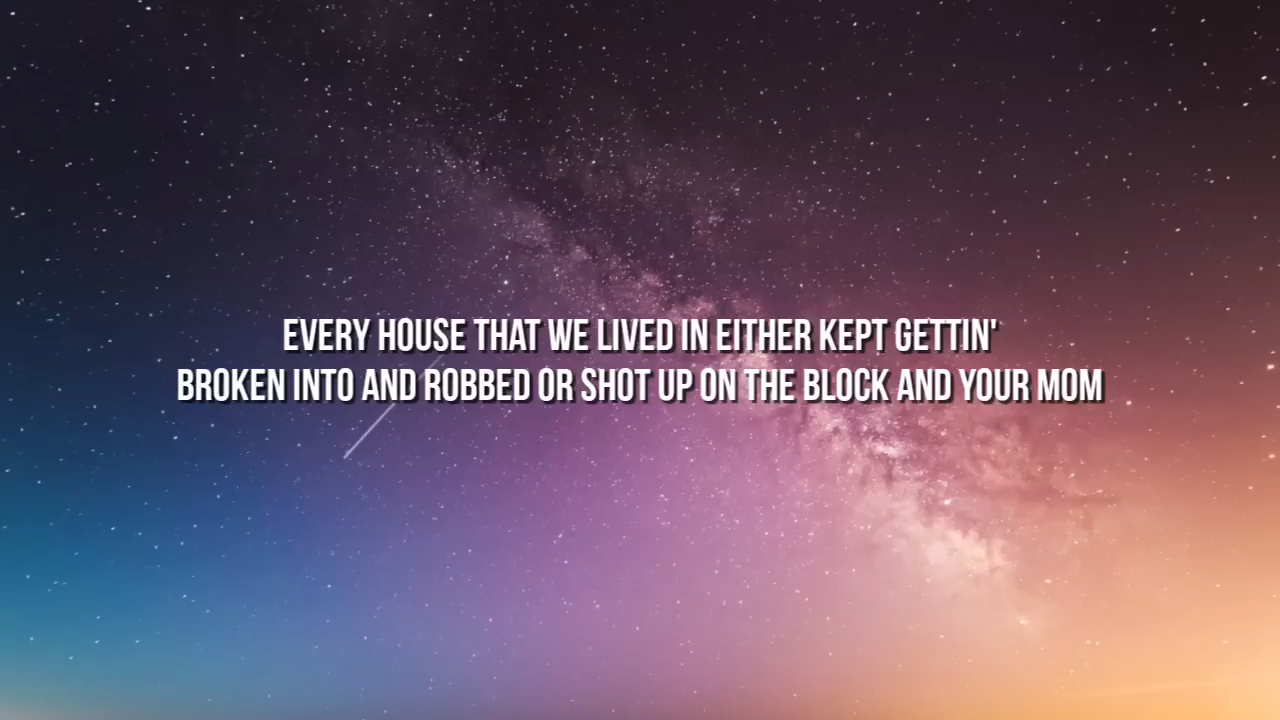 EVERY HOUSE THAT WE LIVED IN EITHER KEPT GETTIN'
BROKEN INTO AND ROBBED OR SHOT UP ON THE BLOCK AND YOUR MOM